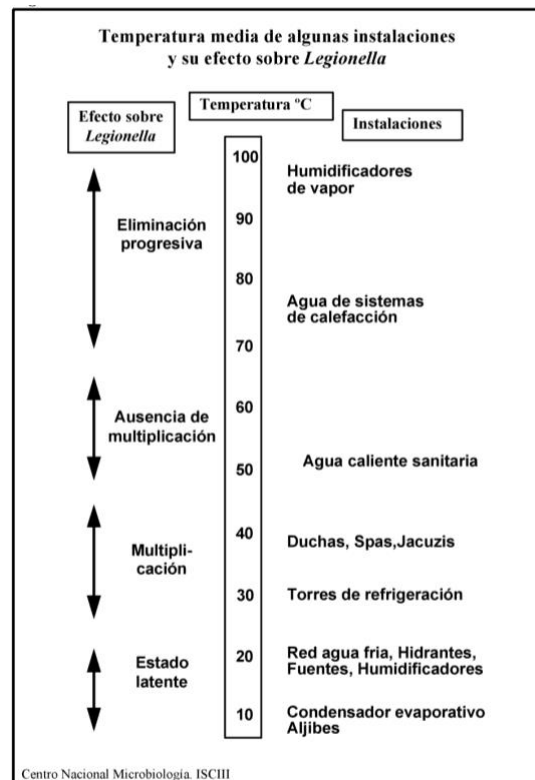 Temperatura media de algunas instalaciones
y su efecto sobre Legionella
Efecto sobre
Legionella
Temperatura ºC
Instalaciones
100
Humidificadores
de vapor
90
Eliminación
progresiva
80
Agua de sistemas
de calefacción
70
60
Ausencia de
multiplicación
50
Agua caliente sanitaria
40
Duchas, Spas,Jacuzis
Multipli-
cación
30
Torres de refrigeración
20
Red agua fria, Hidrantes,
Fuentes, Humidificadores
Estado
latente
10
Condensador evaporativo
Aljibes
Centro Nacional Microbiología. ISCIII